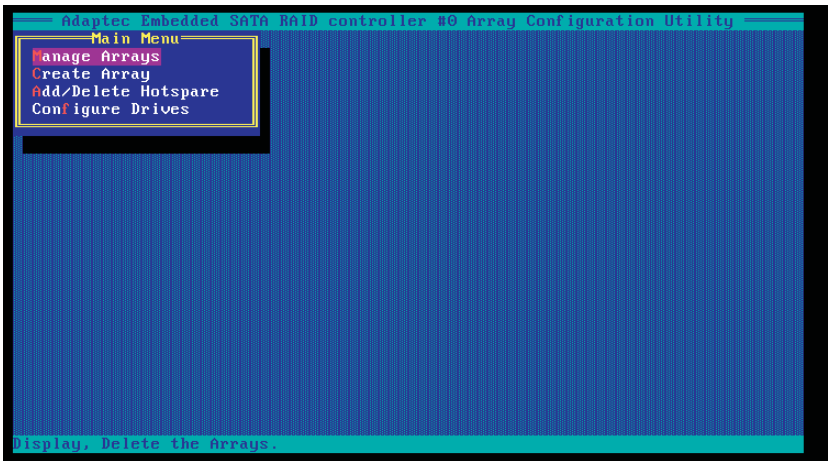 Adaptec Embedded SATA RAID controller #0 Array Configuration Utility
Main Menu
Manage Arrays
Create Array
Add/Delete Hotspare
Configure Drives
Display, Delete the Arrays.